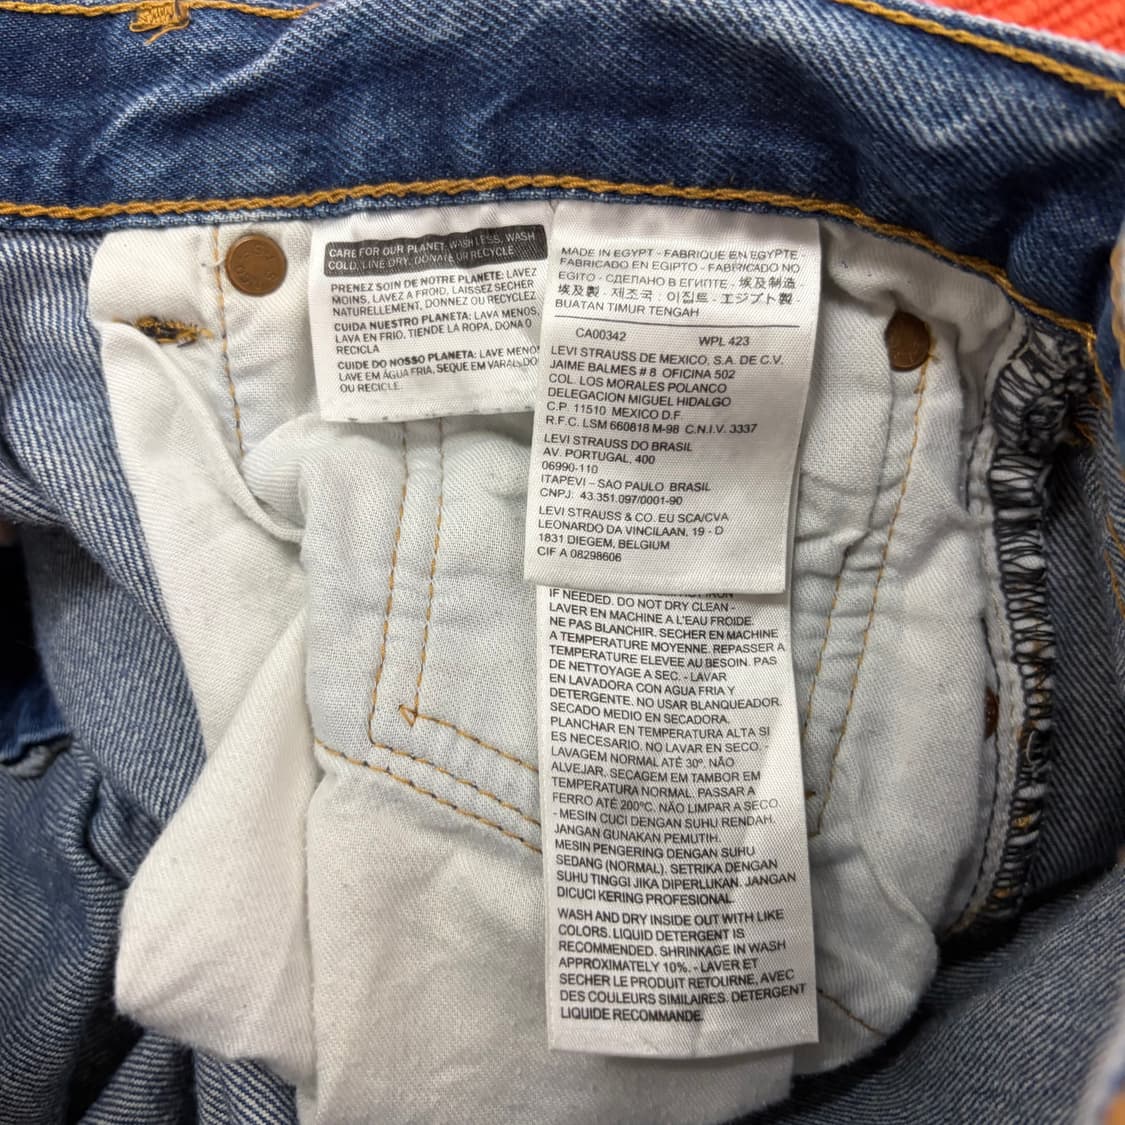 CARE FOR OUR PLANET: WASH LESS, WASH
COLD, LINE DRY, DONATE OR RECYCLE.
PRENEZ SOIN DE NOTRE PLANETE: LAVEZ
MOINS, LAVEZ A FROID, LAISSEZ SECHER
NATURELLEMENT, DONNEZ OU RECYCLEZ
CUIDA NUESTRO PLANETA: LAVA MENOS,
LAVA EN FRIO, TIENDE LA ROPA, DONA O
RECICLA
CUIDE DO NOSSO PLANETA: LAVE MENOS
LAVE EM ÁGUA FRIA, SEQUE EM VARAL, DO
OU RECICLE.
MADE IN EGYPT - FABRIQUE EN EGYPTE -
FABRICADO EN EGIPTO - FABRICADO NO
EGITO - СДЕЛАНО В ЕГИПТЕ - 埃及制造 -
埃及製 - 제조국 : 이집트 - エジプト製 -
BUATAN TIMUR TENGAH
CA00342 WPL 423
LEVI STRAUSS DE MEXICO, S.A. DE C.V.
JAIME BALMES # 8 OFICINA 502
COL. LOS MORALES POLANCO
DELEGACION MIGUEL HIDALGO
C.P. 11510 MEXICO D.F.
R.F.C. LSM 660818 M-98 C.N.I.V. 3337
LEVI STRAUSS DO BRASIL
AV. PORTUGAL, 400
06990-110
ITAPEVI – SAO PAULO BRASIL
CNPJ: 43.351.097/0001-90
LEVI STRAUSS & CO. EU SCA/CVA
LEONARDO DA VINCILAAN, 19 - D
1831 DIEGEM, BELGIUM
CIF A 08298606
IF NEEDED. DO NOT DRY CLEAN -
LAVER EN MACHINE A L'EAU FROIDE.
NE PAS BLANCHIR. SECHER EN MACHINE
A TEMPERATURE MOYENNE. REPASSER A
TEMPERATURE ELEVEE AU BESOIN. PAS
DE NETTOYAGE A SEC. - LAVAR
EN LAVADORA CON AGUA FRIA Y
DETERGENTE. NO USAR BLANQUEADOR.
SECADO MEDIO EN SECADORA.
PLANCHAR EN TEMPERATURA ALTA SI
ES NECESARIO. NO LAVAR EN SECO. -
LAVAGEM NORMAL ATÉ 30º. NÃO
ALVEJAR. SECAGEM EM TAMBOR EM
TEMPERATURA NORMAL. PASSAR A
FERRO ATÉ 200ºC. NÃO LIMPAR A SECO.
- MESIN CUCI DENGAN SUHU RENDAH.
JANGAN GUNAKAN PEMUTIH.
MESIN PENGERING DENGAN SUHU
SEDANG (NORMAL). SETRIKA DENGAN
SUHU TINGGI JIKA DIPERLUKAN. JANGAN
DICUCI KERING PROFESIONAL.
WASH AND DRY INSIDE OUT WITH LIKE
COLORS. LIQUID DETERGENT IS
RECOMMENDED. SHRINKAGE IN WASH
APPROXIMATELY 10%. - LAVER ET
SECHER LE PRODUIT RETOURNE, AVEC
DES COULEURS SIMILAIRES. DETERGENT
LIQUIDE RECOMMANDE.